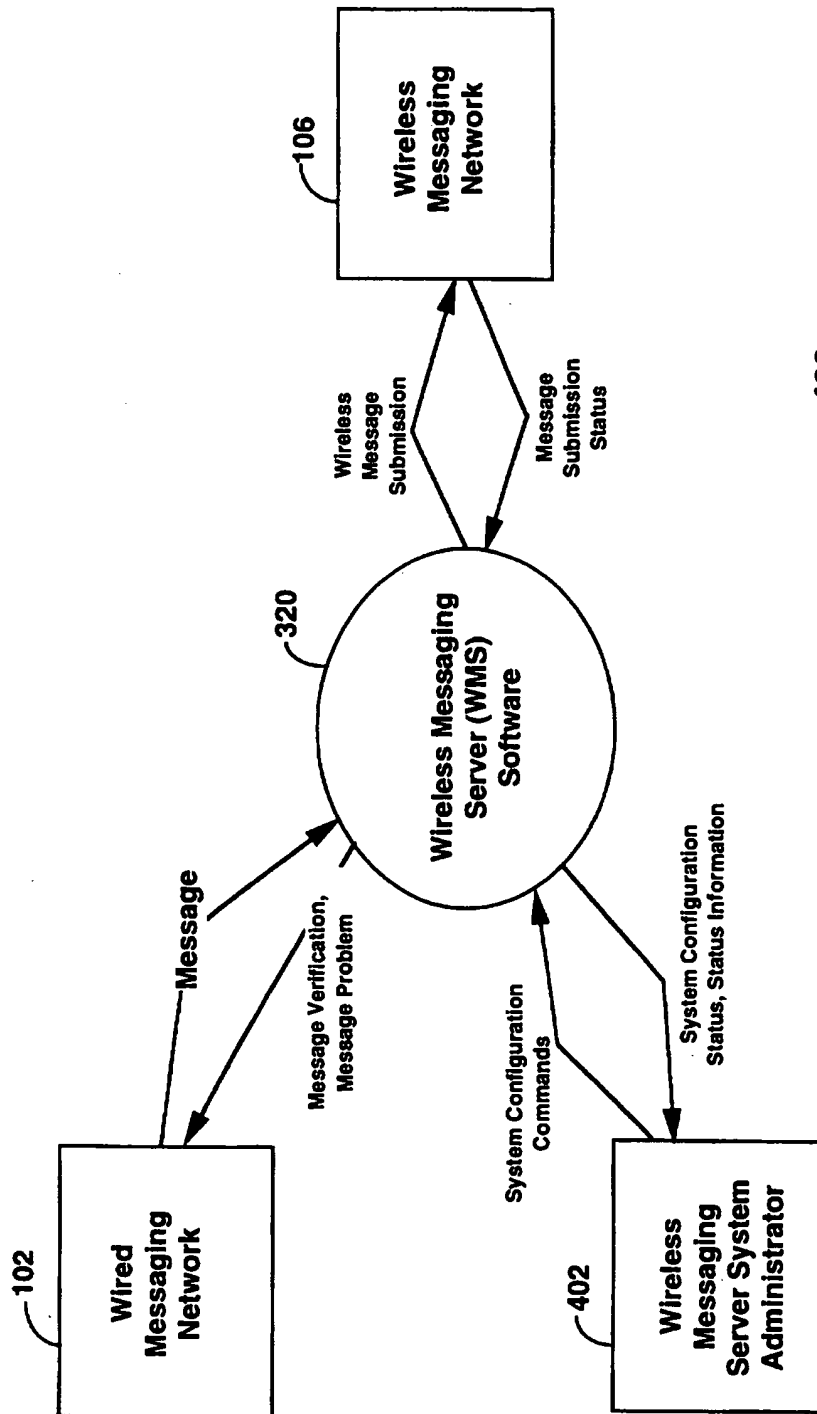 102
Wired
Messaging
Network
Message
Message Verification,
Message Problem
320
Wireless Messaging
Server (WMS)
Software
Wireless
Message
Submission
Message
Submission
Status
106
Wireless
Messaging
Network
System Configuration
Commands
System Configuration
Status, Status Information
402
Wireless
Messaging
Server System
Administrator